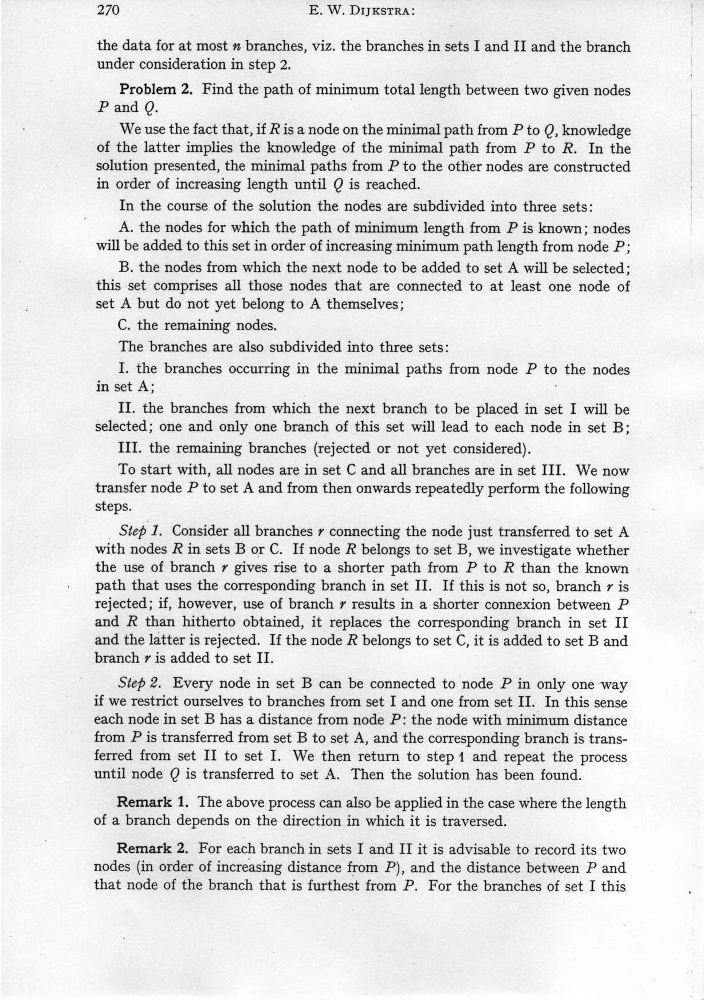 270
E. W. DIJKSTRA:
the data for at most n branches, viz. the branches in sets I and II and the branch
under consideration in step 2.
Problem 2. Find the path of minimum total length between two given nodes
P and Q.
We use the fact that, if R is a node on the minimal path from P to Q, knowledge
of the latter implies the knowledge of the minimal path from P to R. In the
solution presented, the minimal paths from P to the other nodes are constructed
in order of increasing length until Q is reached.
In the course of the solution the nodes are subdivided into three sets:
A. the nodes for which the path of minimum length from P is known; nodes
will be added to this set in order of increasing minimum path length from node P;
B. the nodes from which the next node to be added to set A will be selected;
this set comprises all those nodes that are connected to at least one node of
set A but do not yet belong to A themselves;
C. the remaining nodes.
The branches are also subdivided into three sets:
I. the branches occurring in the minimal paths from node P to the nodes
in set A;
II. the branches from which the next branch to be placed in set I will be
selected; one and only one branch of this set will lead to each node in set B;
III. the remaining branches (rejected or not yet considered).
To start with, all nodes are in set C and all branches are in set III. We now
transfer node P to set A and from then onwards repeatedly perform the following
steps.
Step 1. Consider all branches r connecting the node just transferred to set A
with nodes R in sets B or C. If node R belongs to set B, we investigate whether
the use of branch r gives rise to a shorter path from P to R than the known
path that uses the corresponding branch in set II. If this is not so, branch r is
rejected; if, however, use of branch r results in a shorter connexion between P
and R than hitherto obtained, it replaces the corresponding branch in set II
and the latter is rejected. If the node R belongs to set C, it is added to set B and
branch r is added to set II.
Step 2. Every node in set B can be connected to node P in only one way
if we restrict ourselves to branches from set I and one from set II. In this sense
each node in set B has a distance from node P: the node with minimum distance
from P is transferred from set B to set A, and the corresponding branch is trans-
ferred from set II to set I. We then return to step 1 and repeat the process
until node Q is transferred to set A. Then the solution has been found.
Remark 1. The above process can also be applied in the case where the length
of a branch depends on the direction in which it is traversed.
Remark 2. For each branch in sets I and II it is advisable to record its two
nodes (in order of increasing distance from P), and the distance between P and
that node of the branch that is furthest from P. For the branches of set I this